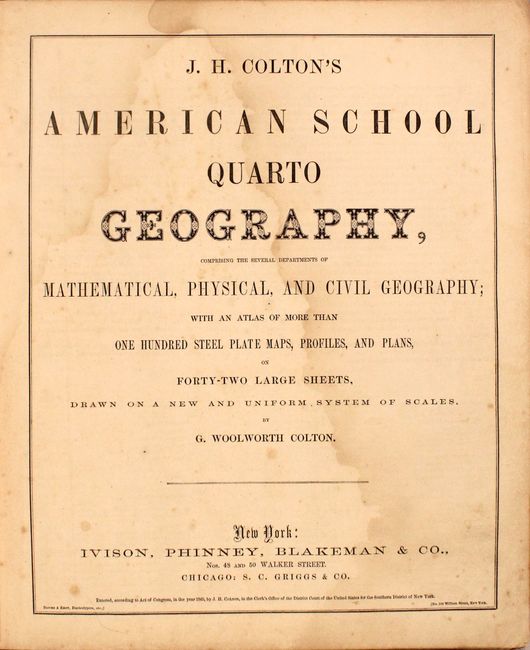 J. H. COLTON'S
AMERICAN SCHOOL
QUARTO
GEOGRAPHY,
COMPRISING THE SEVERAL DEPARTMENTS OF
MATHEMATICAL, PHYSICAL, AND CIVIL GEOGRAPHY;
WITH AN ATLAS OF MORE THAN
ONE HUNDRED STEEL PLATE MAPS, PROFILES, AND PLANS,
ON
FORTY-TWO LARGE SHEETS,
DRAWN ON A NEW AND UNIFORM SYSTEM OF SCALES,
BY
G. WOOLWORTH COLTON.
New York:
IVISON, PHINNEY, BLAKEMAN & CO.,
Nos. 48 AND 50 WALKER STREET.
CHICAGO: S. C. GRIGGS & CO.
Entered, according to Act of Congress, in the year by J. H. COLTON, in the Clerk's Office of the District Court of the United States for the Southern District of New York.
William Street, New York.